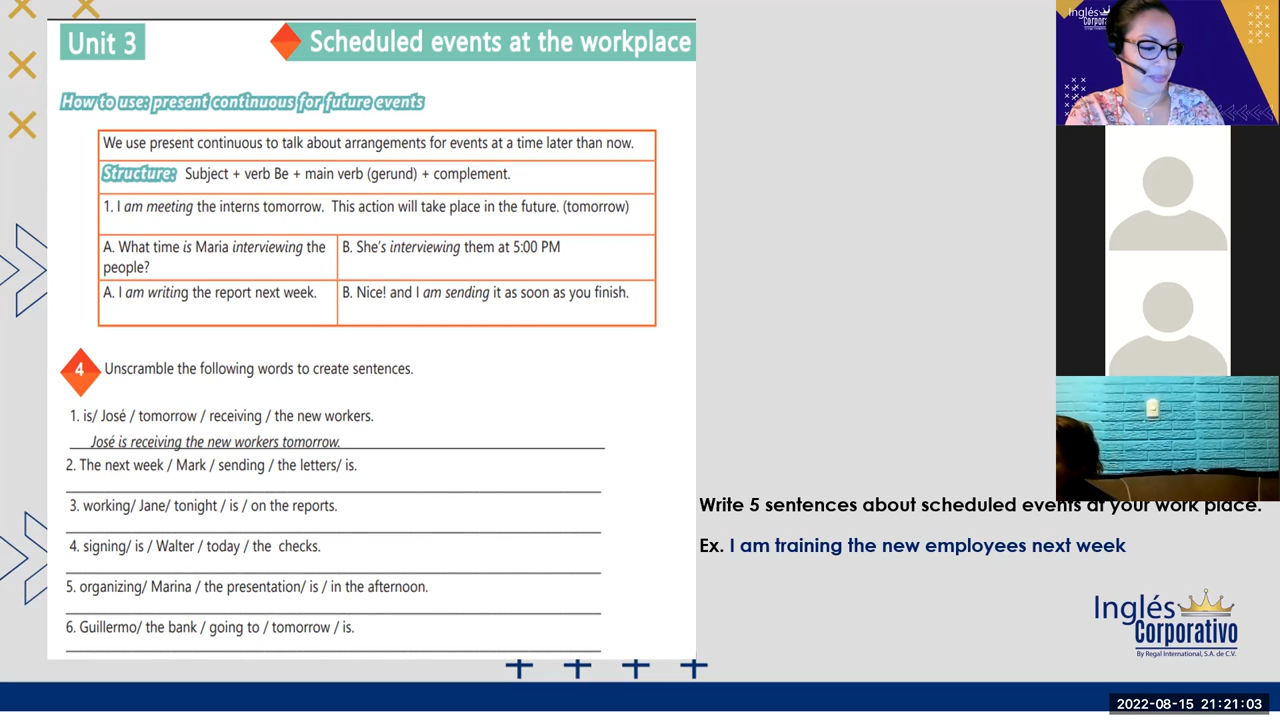 Unit 3
Scheduled events at the workplace
How to use: present continuous for future events
We use present continuous to talk about arrangements for events at a time later than now.
Structure: Subject + verb Be + main verb (gerund) + complement.
1. I am meeting the interns tomorrow. This action will take place in the future. (tomorrow)
A. What time is Maria interviewing the people?
B. She's interviewing them at 5:00 PM
A. I am writing the report next week.
B. Nice! and I am sending it as soon as you finish.
4 Unscramble the following words to create sentences.
1. is/ José / tomorrow / receiving / the new workers.
José is receiving the new workers tomorrow.
2. The next week / Mark / sending / the letters/ is.
3. working/ Jane/ tonight / is / on the reports.
4. signing/ is / Walter / today / the checks.
5. organizing/ Marina / the presentation/ is / in the afternoon.
6. Guillermo/ the bank / going to / tomorrow / is.
Inglés
Write 5 sentences about scheduled events at your work place.
Ex. I am training the new employees next week
Inglés
Corporativo
By Regal International, S.A. de C.V.
2022-08-15 21:21:03